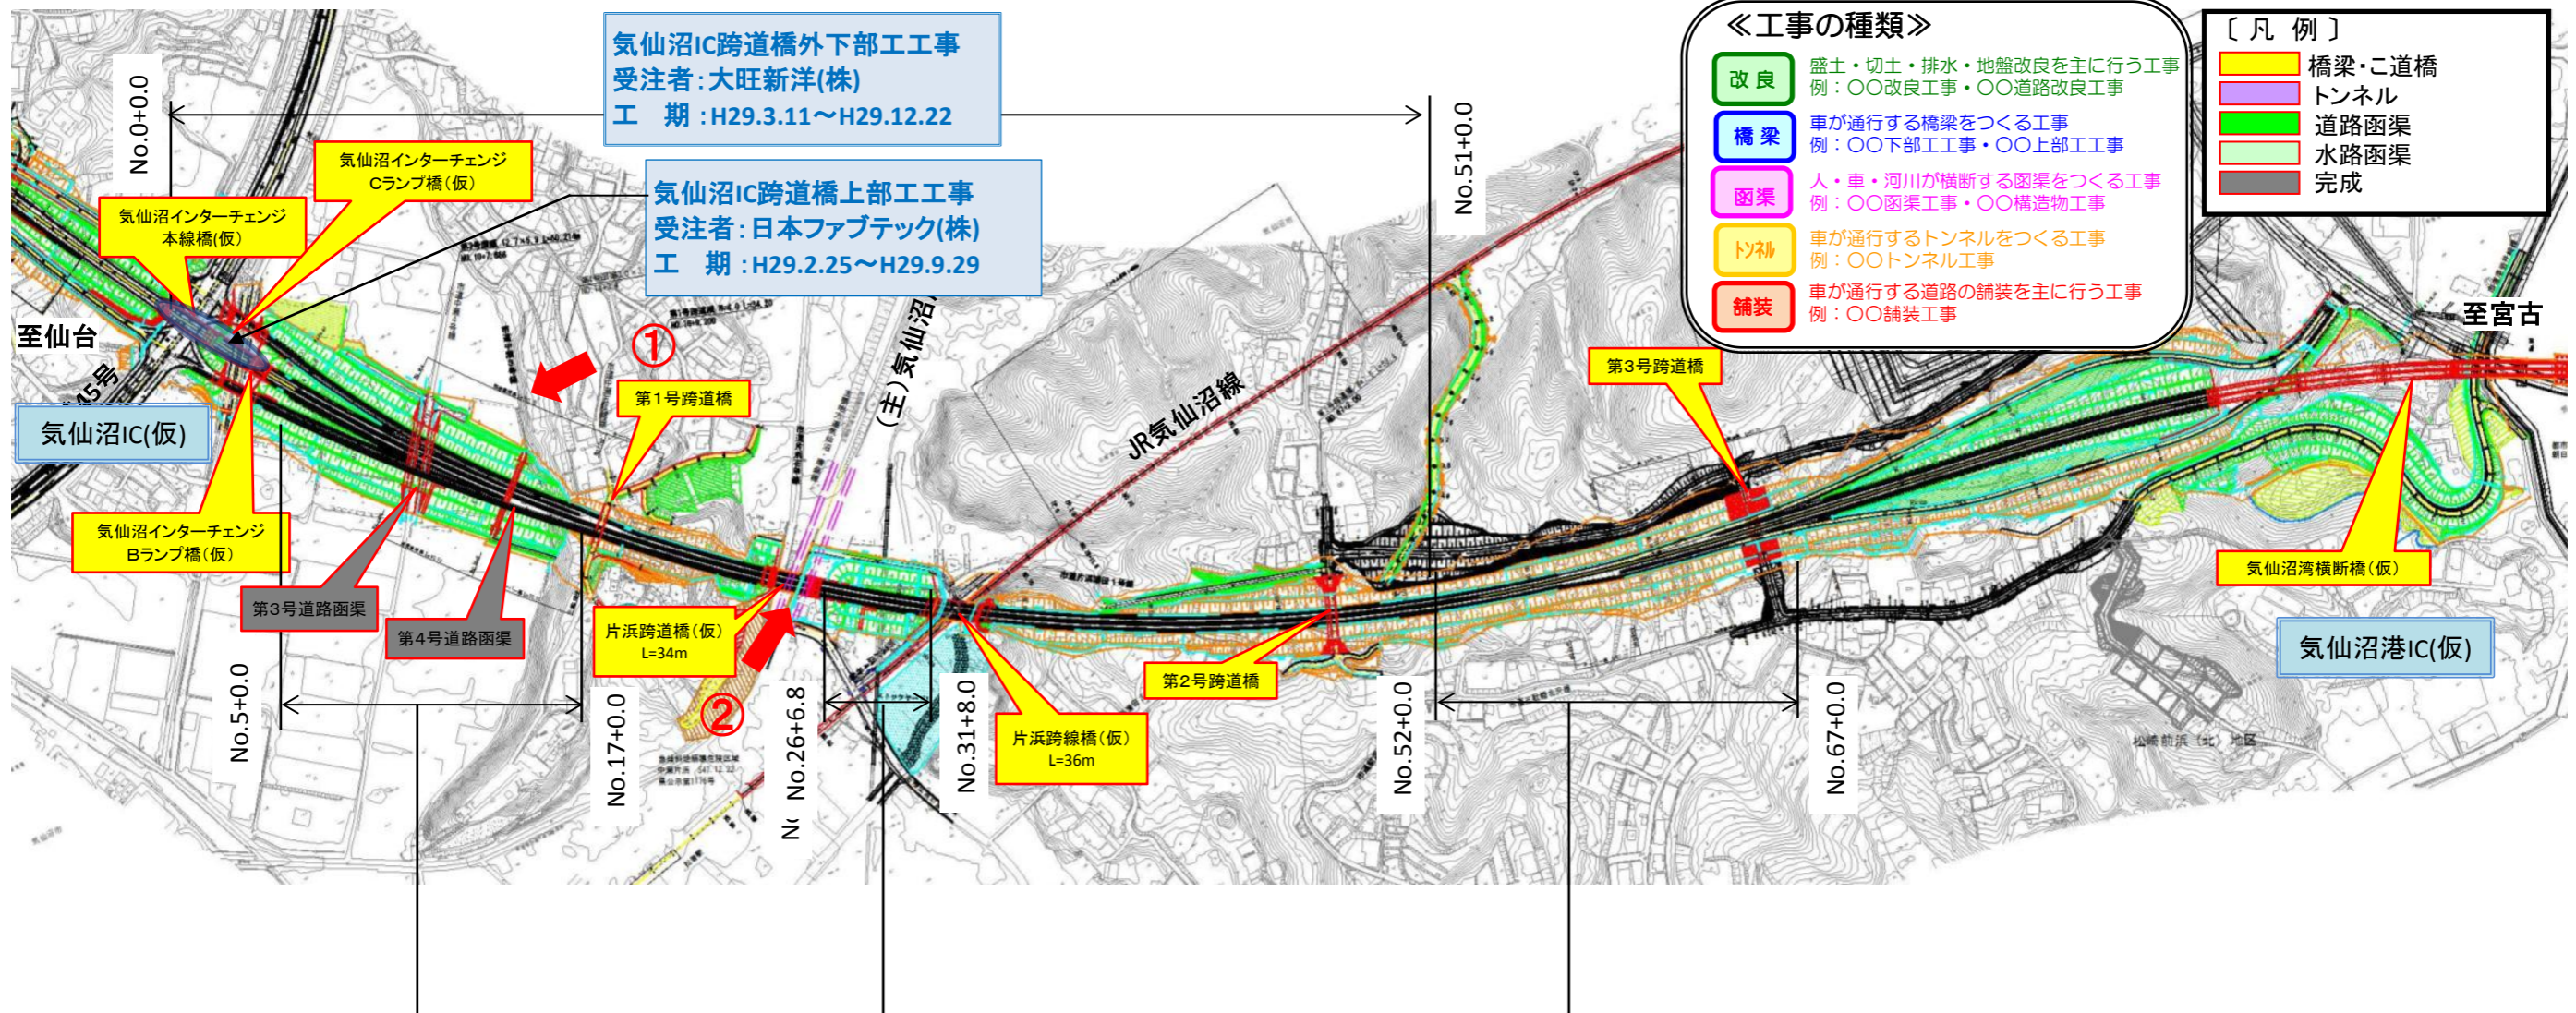 気仙沼IC跨道橋外下部工工事
受注者：大旺新洋(株)
工　期：H29.3.11～H29.12.22
気仙沼IC跨道橋上部工工事
受注者：日本ファブテック(株)
工　期：H29.2.25～H29.9.29
≪工事の種類≫
改良
盛土・切土・排水・地盤改良を主に行う工事
例：〇〇改良工事・〇〇道路改良工事
橋梁
車が通行する橋梁をつくる工事
例：〇〇下部工工事・〇〇上部工工事
函渠
人・車・河川が横断する函渠をつくる工事
例：〇〇函渠工事・〇〇構造物工事
トンネル
車が通行するトンネルをつくる工事
例：〇〇トンネル工事
舗装
車が通行する道路の舗装を主に行う工事
例：〇〇舗装工事
〔凡 例〕
橋梁・こ道橋
トンネル
道路函渠
水路函渠
完成
No.0+0.0
No.51+0.0
気仙沼インターチェンジ
Cランプ橋(仮)
気仙沼インターチェンジ
本線橋(仮)
至仙台
45号
気仙沼IC(仮)
気仙沼インターチェンジ
Bランプ橋(仮)
第3号道路函渠
第4号道路函渠
①
第1号跨道橋
(主)気仙沼
JR気仙沼線
片浜跨道橋(仮)
L=34m
②
片浜跨線橋(仮)
L=36m
第2号跨道橋
第3号跨道橋
至宮古
気仙沼湾横断橋(仮)
気仙沼港IC(仮)
松崎前浜（北）地区
No.5+0.0
No.17+0.0
No.26+6.8
No.31+8.0
No.52+0.0
No.67+0.0